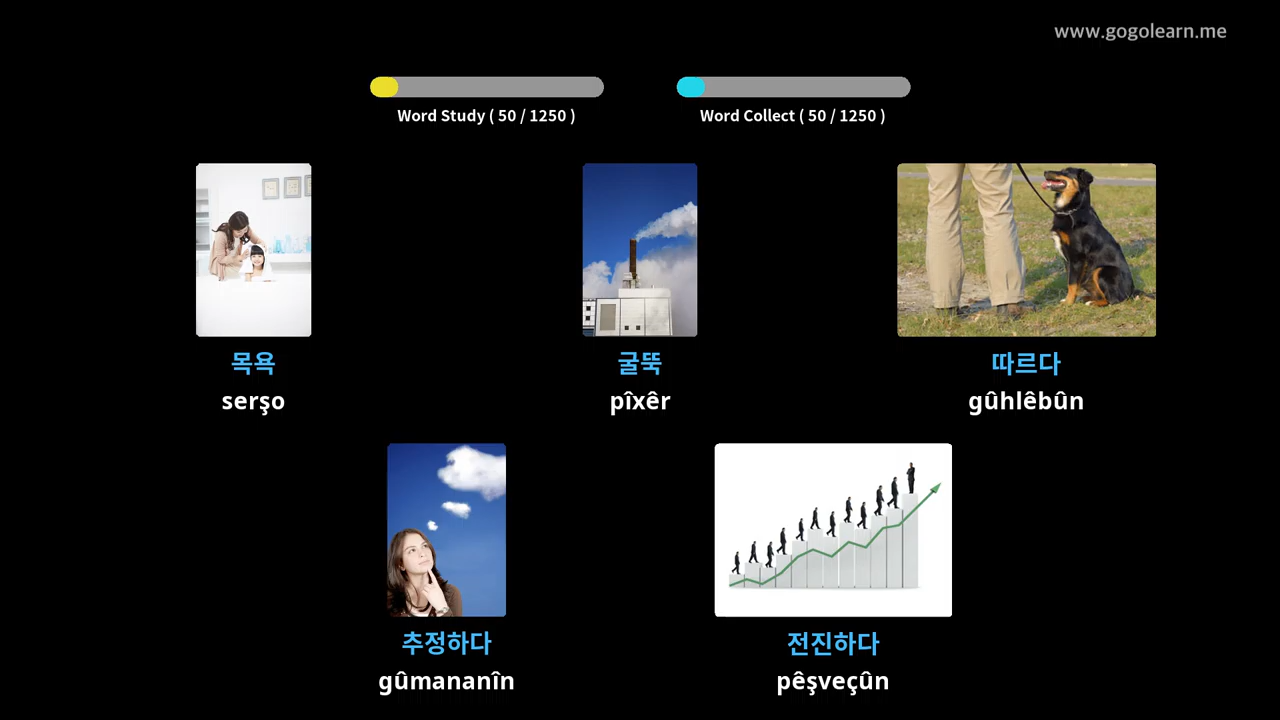 www.gogolearn.me
Word Study ( 50 / 1250 )
Word Collect ( 50 / 1250 )
목욕
serşo
굴뚝
pîxêr
따르다
gûhlêbûn
추정하다
gûmananîn
전진하다
pêşveçûn